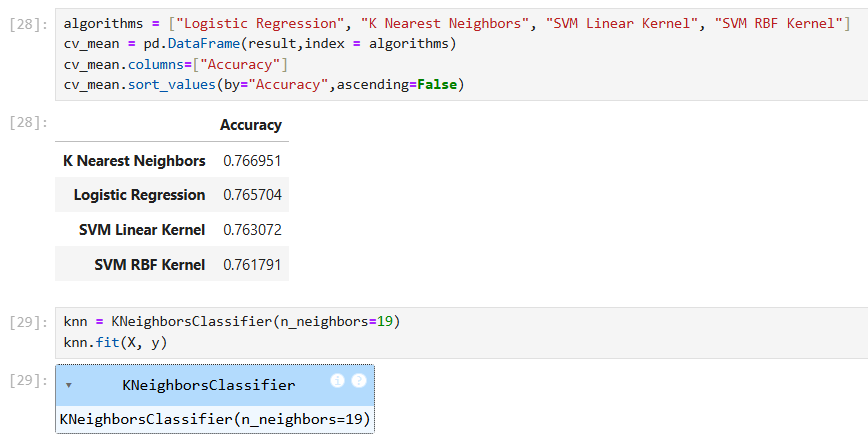 [28]: algorithms = ["Logistic Regression", "K Nearest Neighbors", "SVM Linear Kernel", "SVM RBF Kernel"]
cv_mean = pd.DataFrame(result,index = algorithms)
cv_mean.columns=["Accuracy"]
cv_mean.sort_values(by="Accuracy",ascending=False)
[28]: Accuracy
K Nearest Neighbors 0.766951
Logistic Regression 0.765704
SVM Linear Kernel 0.763072
SVM RBF Kernel 0.761791
[29]: knn = KNeighborsClassifier(n_neighbors=19)
knn.fit(X, y)
[29]: ▾ KNeighborsClassifier i ?
KNeighborsClassifier(n_neighbors=19)